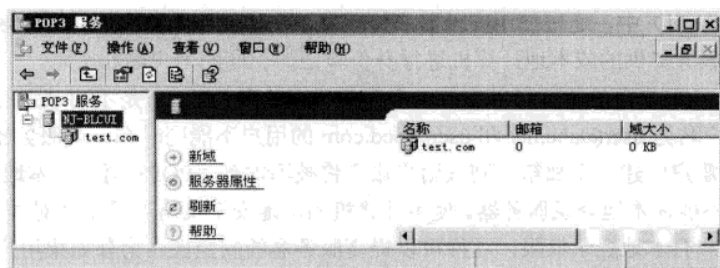 POP3 服务
文件(F) 操作(A) 查看(V) 窗口(W) 帮助(H)
POP3 服务
NJ-BLCUI
test.com
新域
服务器属性
刷新
帮助
名称 邮箱 域大小
test.com 0 0 KB